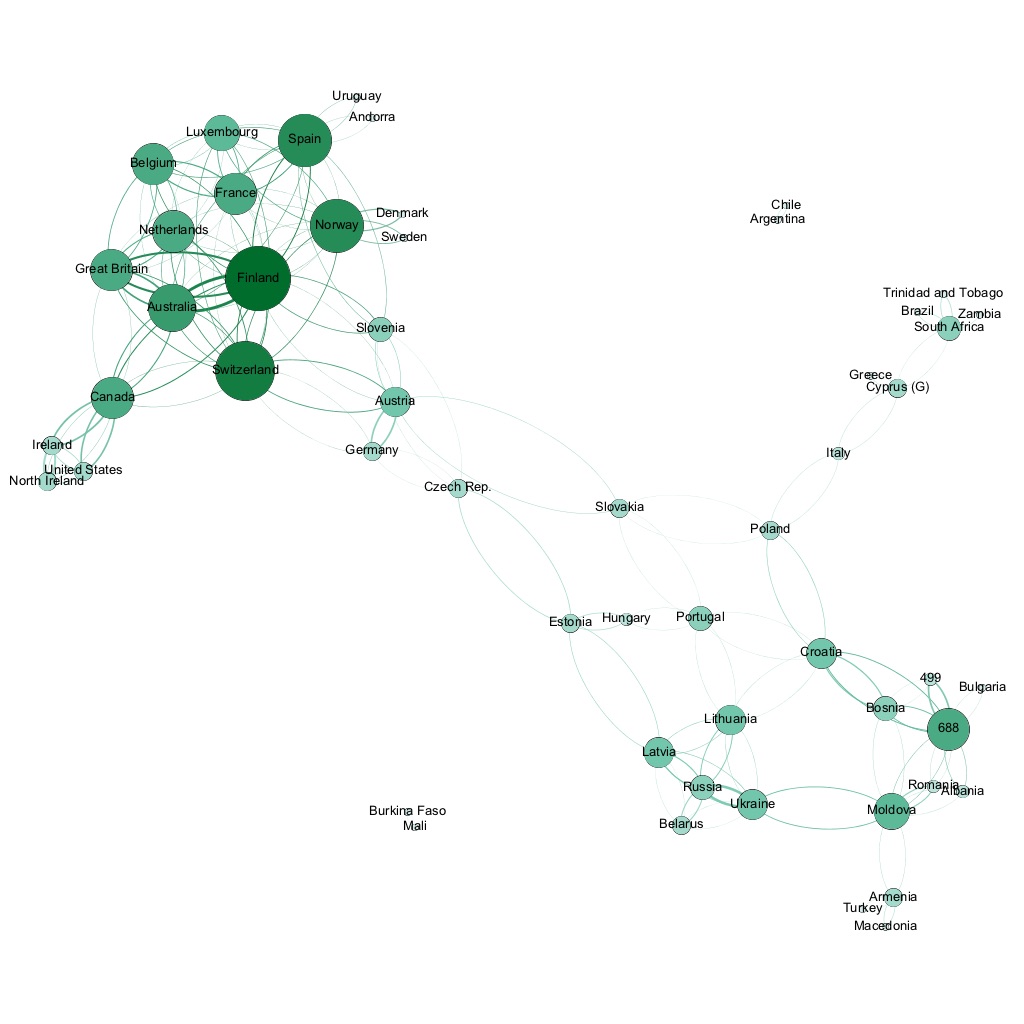 Uruguay
Andorra
Luxembourg
Spain
Belgium
France
Chile
Argentina
Denmark
Norway
Netherlands
Sweden
Great Britain
Finland
Trinidad and Tobago
Australia
Brazil
Zambia
South Africa
Slovenia
Switzerland
Greece
Cyprus (G)
Canada
Austria
Ireland
Germany
Italy
United States
North Ireland
Czech Rep.
Slovakia
Poland
Estonia
Hungary
Portugal
Croatia
499
Bulgaria
Bosnia
Lithuania
688
Latvia
Russia
Romania
Albania
Ukraine
Moldova
Burkina Faso
Mali
Belarus
Armenia
Turkey
Macedonia